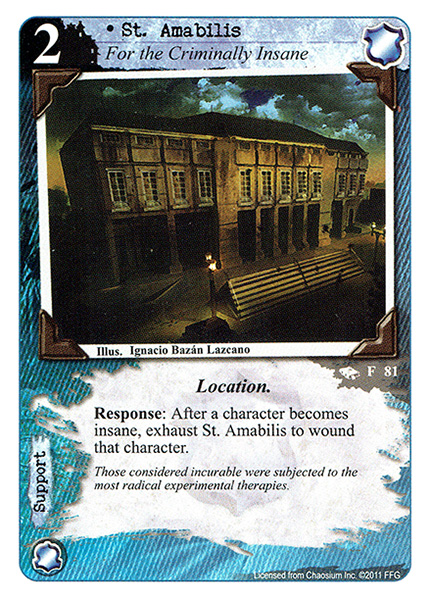 2
• St. Amabilis
For the Criminally Insane
Illus. Ignacio Bazán Lazcano
F 81
Location.
Response: After a character becomes
insane, exhaust St. Amabilis to wound
that character.
Those considered incurable were subjected to the
most radical experimental therapies.
Support
Licensed from Chaosium Inc. ©2011 FFG